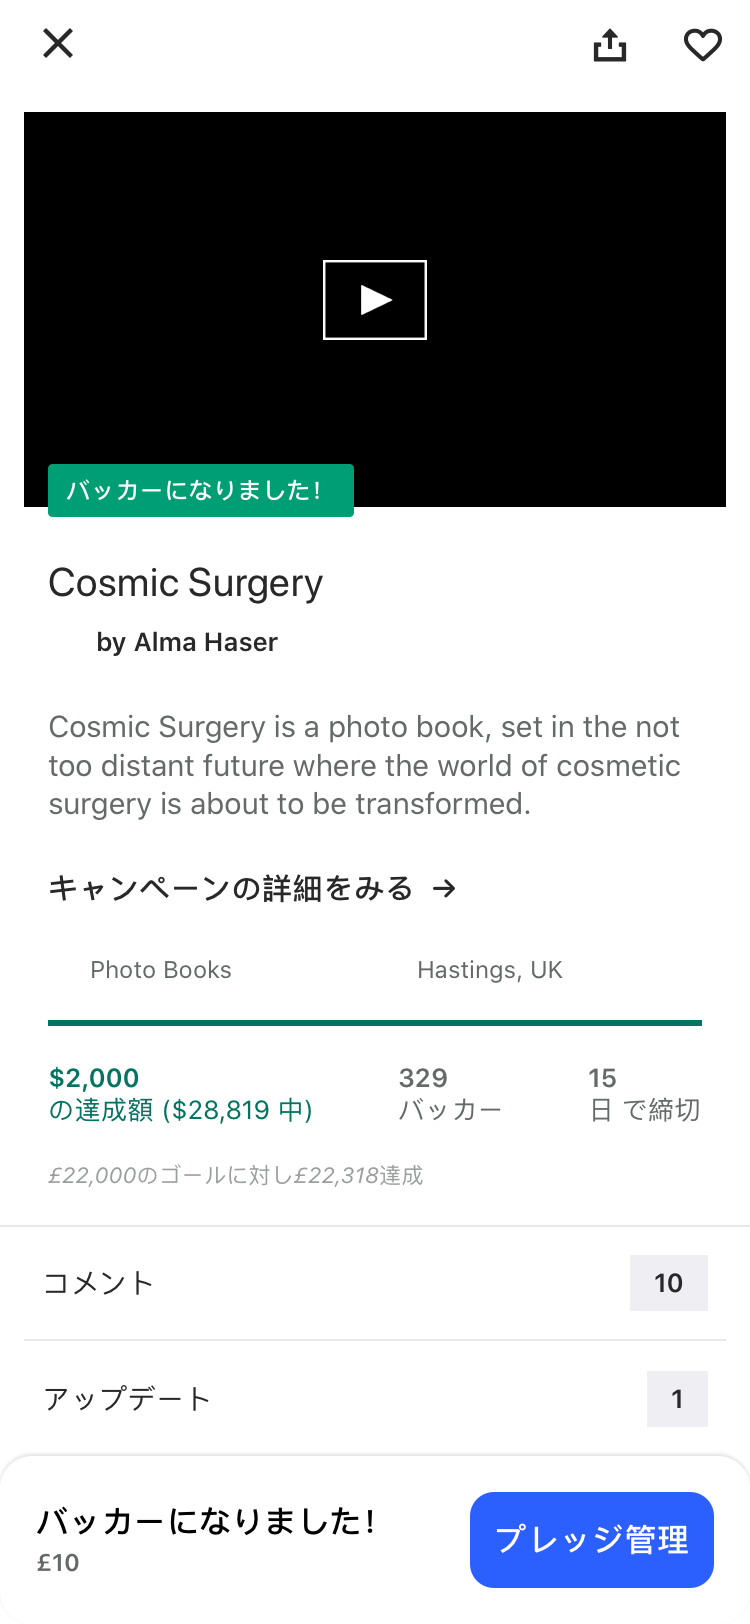 バッカーになりました!
Cosmic Surgery
by Alma Haser
Cosmic Surgery is a photo book, set in the not
too distant future where the world of cosmetic
surgery is about to be transformed.
キャンペーンの詳細をみる →
Photo Books
Hastings, UK
$2,000
の達成額 ($28,819 中)
329
バッカー
15
日 で締切
£22,000のゴールに対し£22,318達成
コメント
10
アップデート
1
バッカーになりました!
£10
プレッジ管理